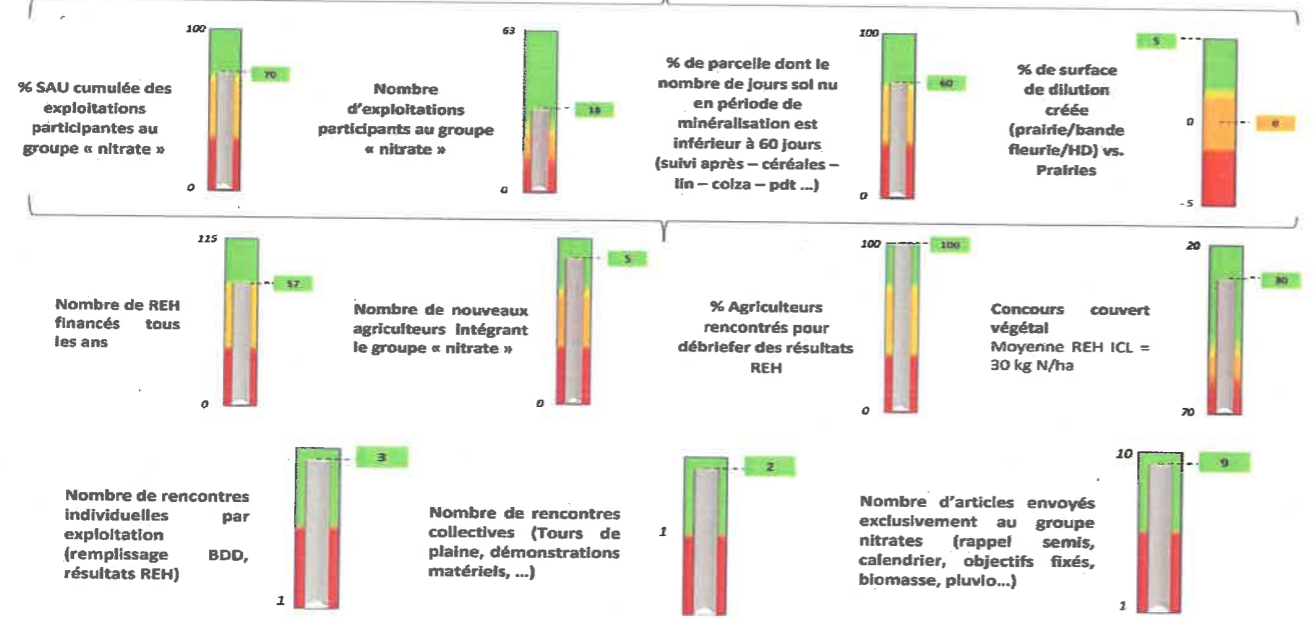 100
70
0
% SAU cumulée des
exploitations
participantes au
groupe « nitrate »
63
18
0
Nombre
d'exploitations
participants au groupe
« nitrate »
100
60
0
% de parcelle dont le
nombre de jours sol nu
en période de
minéralisation est
inférieur à 60 jours
(suivi après – céréales –
lin – colza – pdt ...)
5
0
0
-5
% de surface
de dilution
créée
(prairie/bande
fleurie/HD) vs.
Prairies
115
57
0
Nombre de REH
financés tous
les ans
5
0
Nombre de nouveaux
agriculteurs intégrant
le groupe « nitrate »
100
100
0
% Agriculteurs
rencontrés pour
débriefer des résultats
REH
20
30
70
Concours couvert
végétal
Moyenne REH ICL =
30 kg N/ha
3
1
Nombre de rencontres
individuelles par
exploitation
(remplissage BDD,
résultats REH)
2
1
Nombre de rencontres
collectives (Tours de
plaine, démonstrations
matériels, ...)
10
9
1
Nombre d'articles envoyés
exclusivement au groupe
nitrates (rappel semis,
calendrier, objectifs fixés,
biomasse, pluvio...)